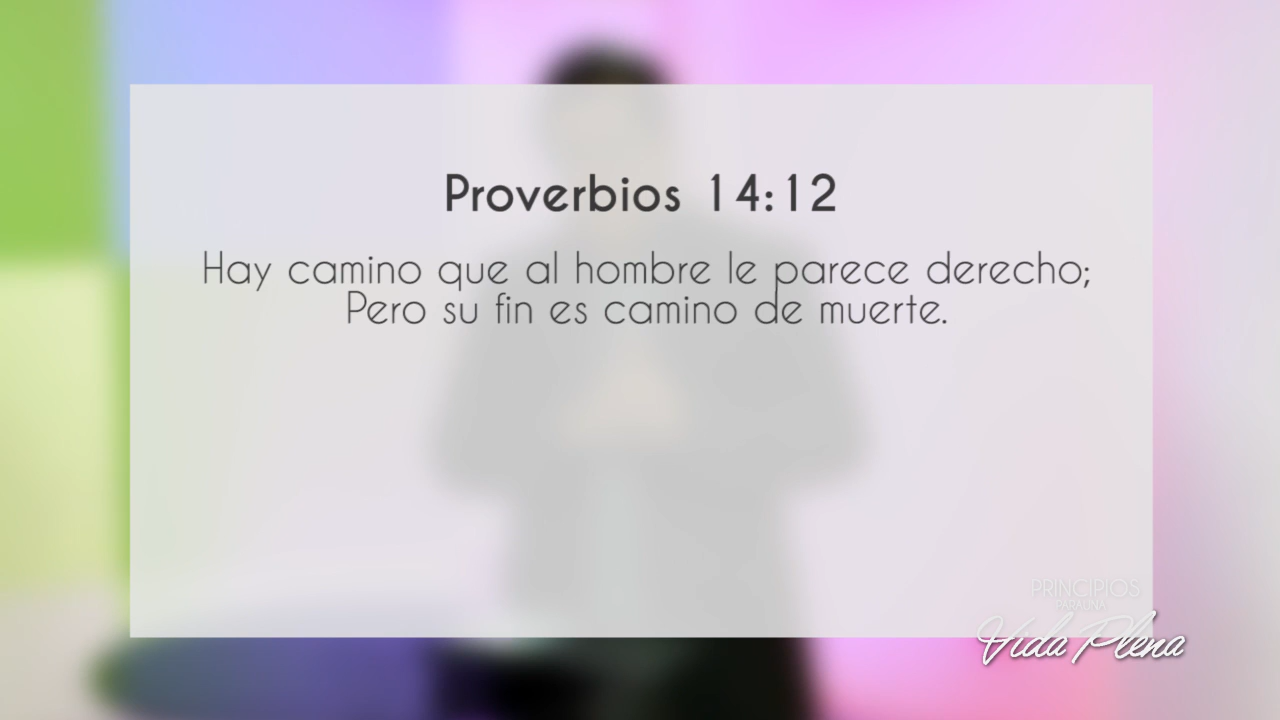 Proverbios 14:12
Hay camino que al hombre le parece derecho;
Pero su fin es camino de muerte.
PRINCIPIOS
PARA UNA
Vida Plena